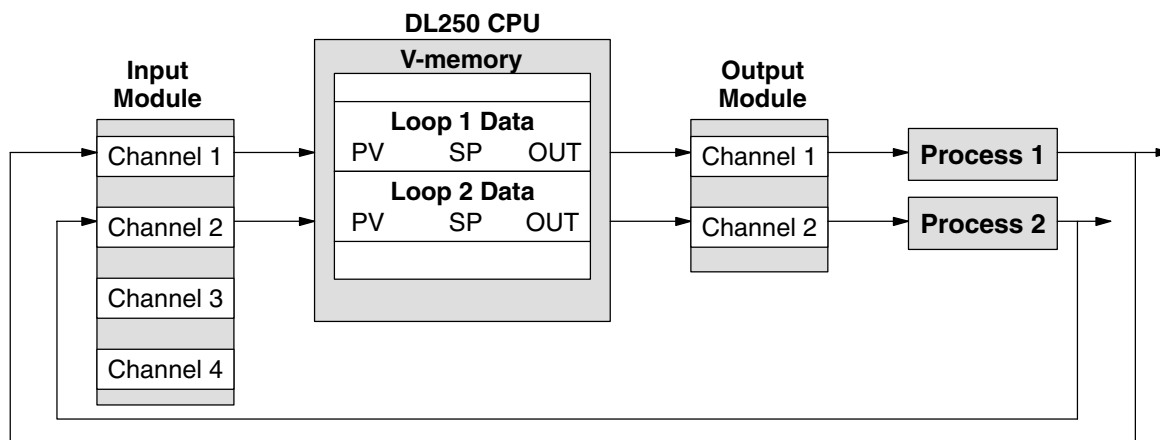 DL250 CPU
V-memory
Input
Module
Output
Module
Loop 1 Data
PV SP OUT
Loop 2 Data
PV SP OUT
Channel 1
Channel 2
Channel 3
Channel 4
Channel 1
Channel 2
Process 1
Process 2